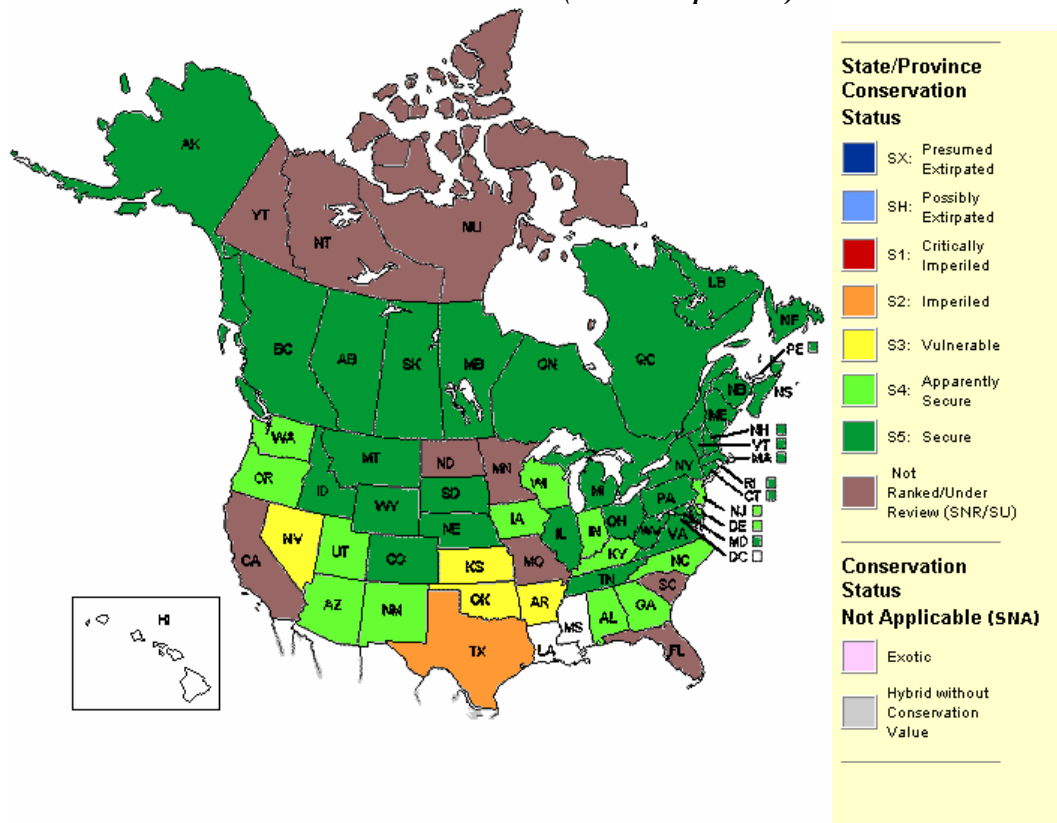 AK
YT
NT
NU
BC
AB
SK
MB
ON
QC
LB
NF
PE
NB
NS
ME
NH
VT
MA
RI
CT
NJ
DE
MD
DC
WA
OR
ID
MT
WY
ND
SD
NE
MN
WI
MI
IA
IL
IN
OH
PA
NY
WV
VA
KY
NC
TN
SC
GA
AL
MS
LA
AR
MO
KS
OK
TX
NM
CO
UT
AZ
NV
CA
FL
HI
State/Province
Conservation
Status
SX: Presumed
Extirpated
SH: Possibly
Extirpated
S1: Critically
Imperiled
S2: Imperiled
S3: Vulnerable
S4: Apparently
Secure
S5: Secure
Not
Ranked/Under
Review (SNR/SU)
Conservation
Status
Not Applicable (SNA)
Exotic
Hybrid without
Conservation
Value